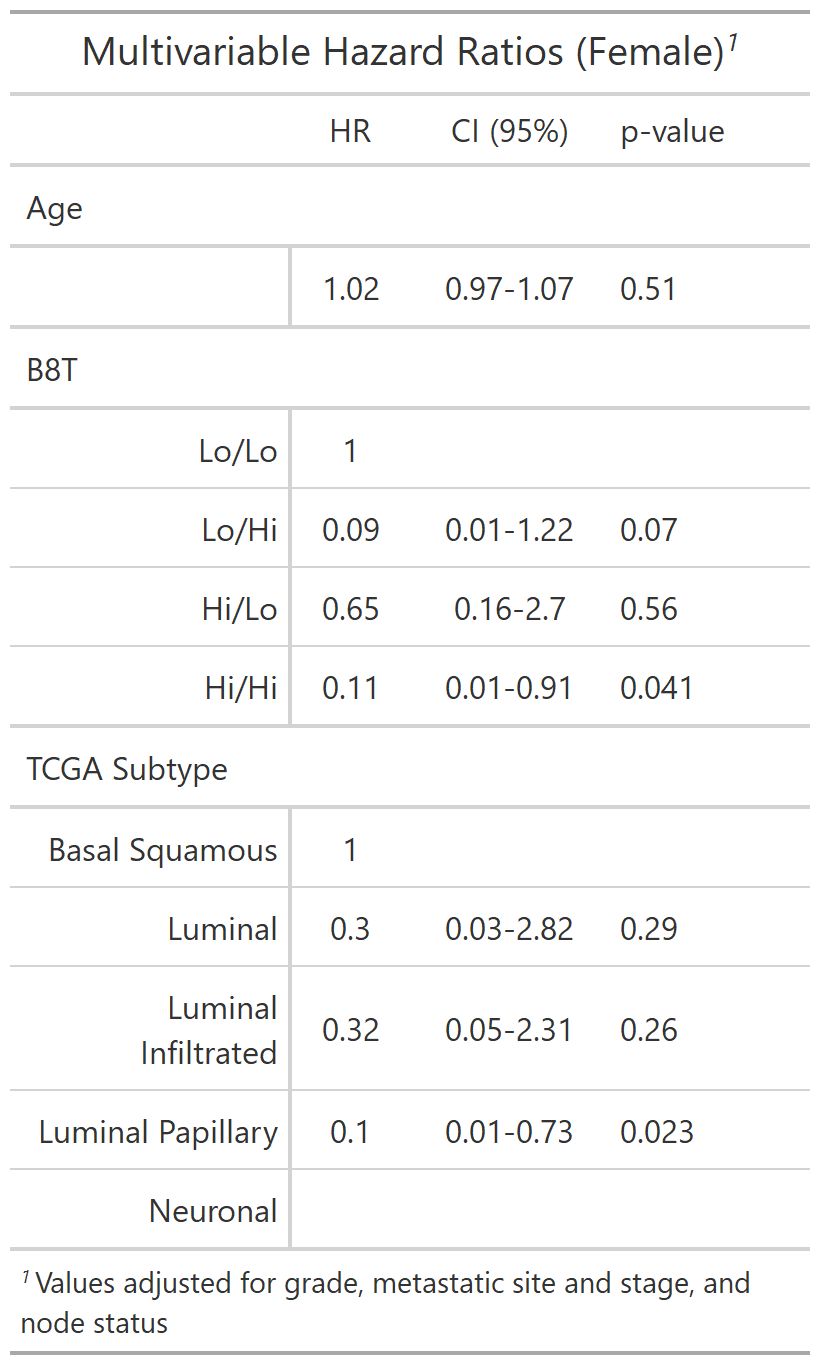 Multivariable Hazard Ratios (Female)¹
HR CI (95%) p-value
Age
1.02 0.97-1.07 0.51
B8T
Lo/Lo 1
Lo/Hi 0.09 0.01-1.22 0.07
Hi/Lo 0.65 0.16-2.7 0.56
Hi/Hi 0.11 0.01-0.91 0.041
TCGA Subtype
Basal Squamous 1
Luminal 0.3 0.03-2.82 0.29
Luminal
Infiltrated 0.32 0.05-2.31 0.26
Luminal Papillary 0.1 0.01-0.73 0.023
Neuronal
¹ Values adjusted for grade, metastatic site and stage, and
node status